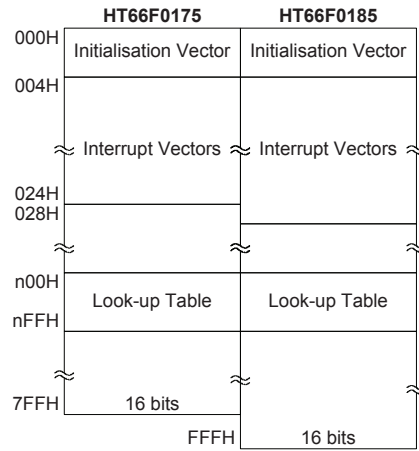 HT66F0175 HT66F0185
000H Initialisation Vector Initialisation Vector
004H
Interrupt Vectors Interrupt Vectors
024H
028H
n00H
Look-up Table Look-up Table
nFFH
7FFH 16 bits
FFFH 16 bits